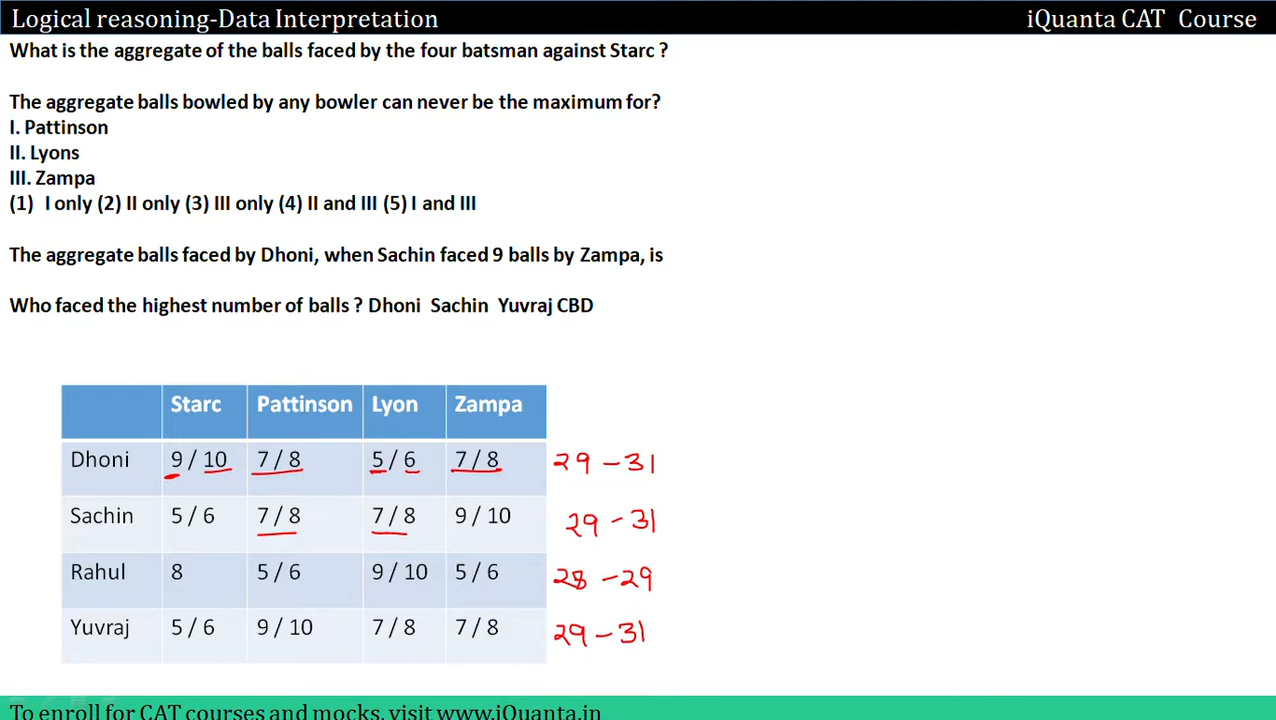 Logical reasoning-Data Interpretation iQuanta CAT Course
What is the aggregate of the balls faced by the four batsman against Starc ?
The aggregate balls bowled by any bowler can never be the maximum for?
I. Pattinson
II. Lyons
III. Zampa
(1) I only (2) II only (3) III only (4) II and III (5) I and III
The aggregate balls faced by Dhoni, when Sachin faced 9 balls by Zampa, is
Who faced the highest number of balls ? Dhoni Sachin Yuvraj CBD
Starc Pattinson Lyon Zampa
Dhoni 9 / 10 7 / 8 5 / 6 7 / 8 29 - 31
Sachin 5 / 6 7 / 8 7 / 8 9 / 10 29 - 31
Rahul 8 5 / 6 9 / 10 5 / 6 28 - 29
Yuvraj 5 / 6 9 / 10 7 / 8 7 / 8 29 - 31
To enroll for CAT courses and mocks, visit www.iQuanta.in